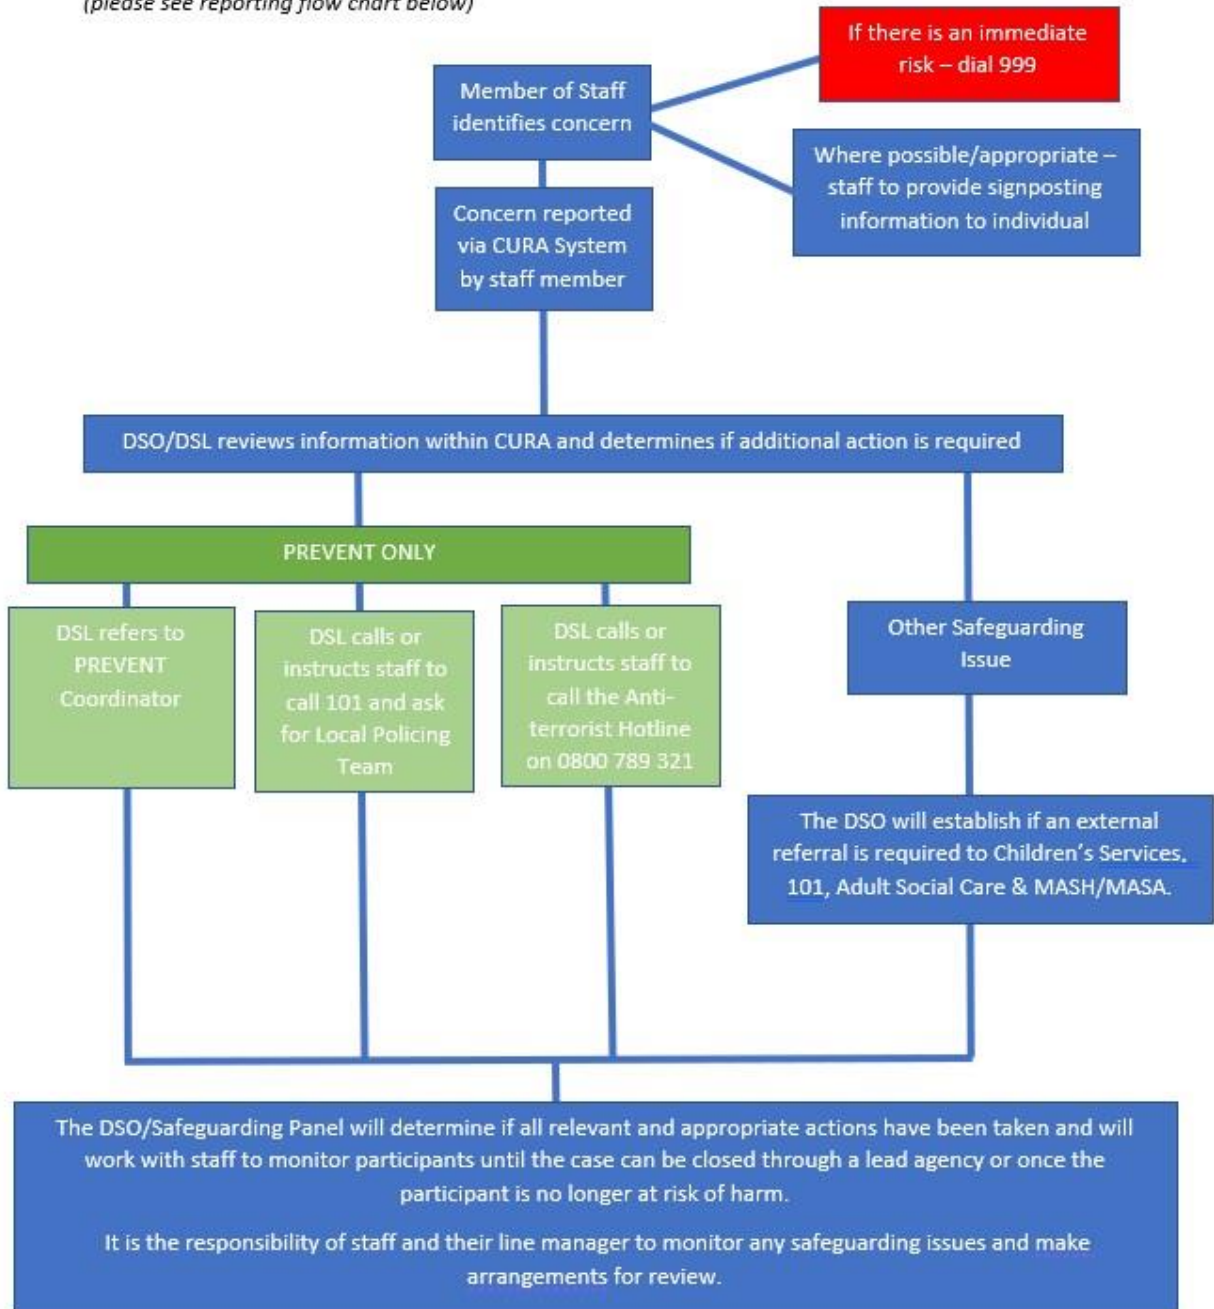 (please see reporting flow chart below)
If there is an immediate
risk – dial 999
Member of Staff
identifies concern
Where possible/appropriate –
staff to provide signposting
information to individual
Concern reported
via CURA System
by staff member
DSO/DSL reviews information within CURA and determines if additional action is required
PREVENT ONLY
DSL refers to
PREVENT
Coordinator
DSL calls or
instructs staff to
call 101 and ask
for Local Policing
Team
DSL calls or
instructs staff to
call the Anti-
terrorist Hotline
on 0800 789 321
Other Safeguarding
Issue
The DSO will establish if an external
referral is required to Children’s Services,
101, Adult Social Care & MASH/MASA.
The DSO/Safeguarding Panel will determine if all relevant and appropriate actions have been taken and will
work with staff to monitor participants until the case can be closed through a lead agency or once the
participant is no longer at risk of harm.
It is the responsibility of staff and their line manager to monitor any safeguarding issues and make
arrangements for review.